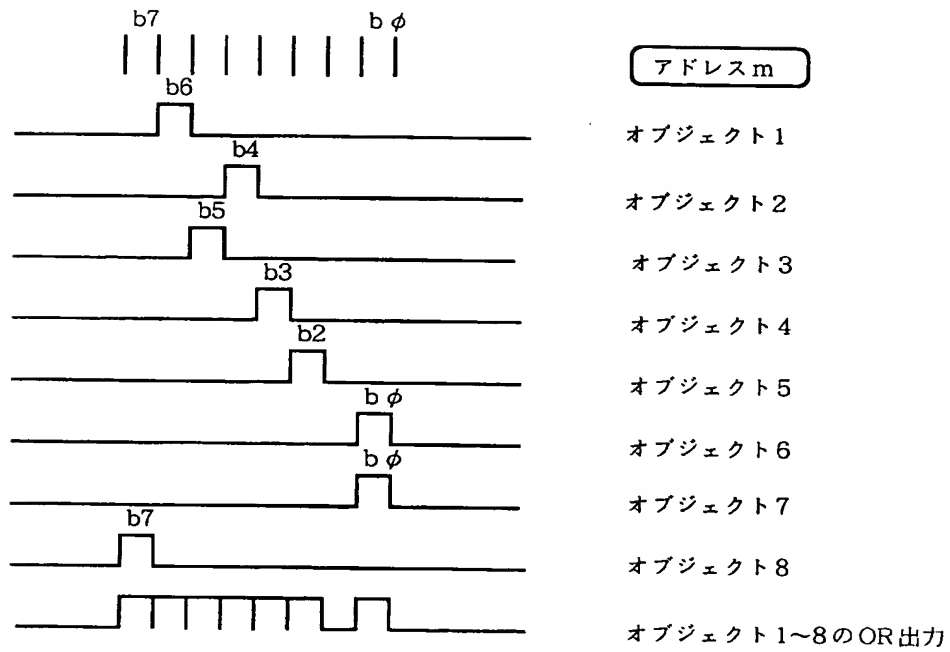 b7 bφ
アドレスm
b6
オブジェクト1
b4
オブジェクト2
b5
オブジェクト3
b3
オブジェクト4
b2
オブジェクト5
bφ
オブジェクト6
bφ
オブジェクト7
b7
オブジェクト8
オブジェクト1~8のOR出力